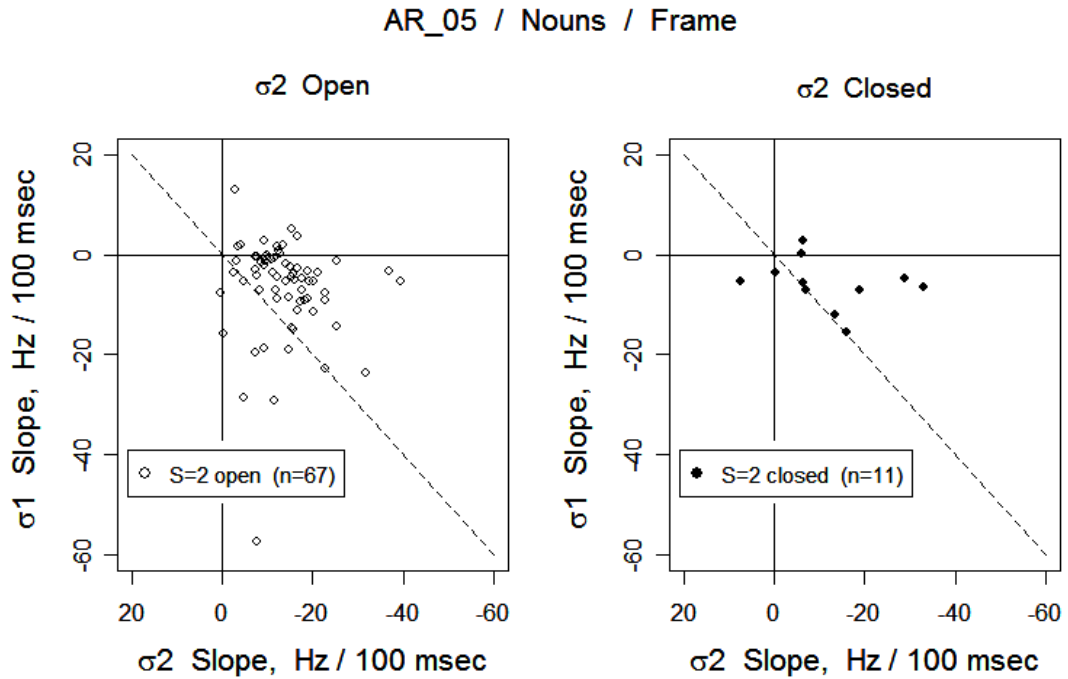 AR_05 / Nouns / Frame
σ2 Open
20
0
-20
-40
-60
σ1 Slope, Hz / 100 msec
S=2 open (n=67)
20
0
-20
-40
-60
σ2 Slope, Hz / 100 msec
σ2 Closed
20
0
-20
-40
-60
σ1 Slope, Hz / 100 msec
S=2 closed (n=11)
20
0
-20
-40
-60
σ2 Slope, Hz / 100 msec